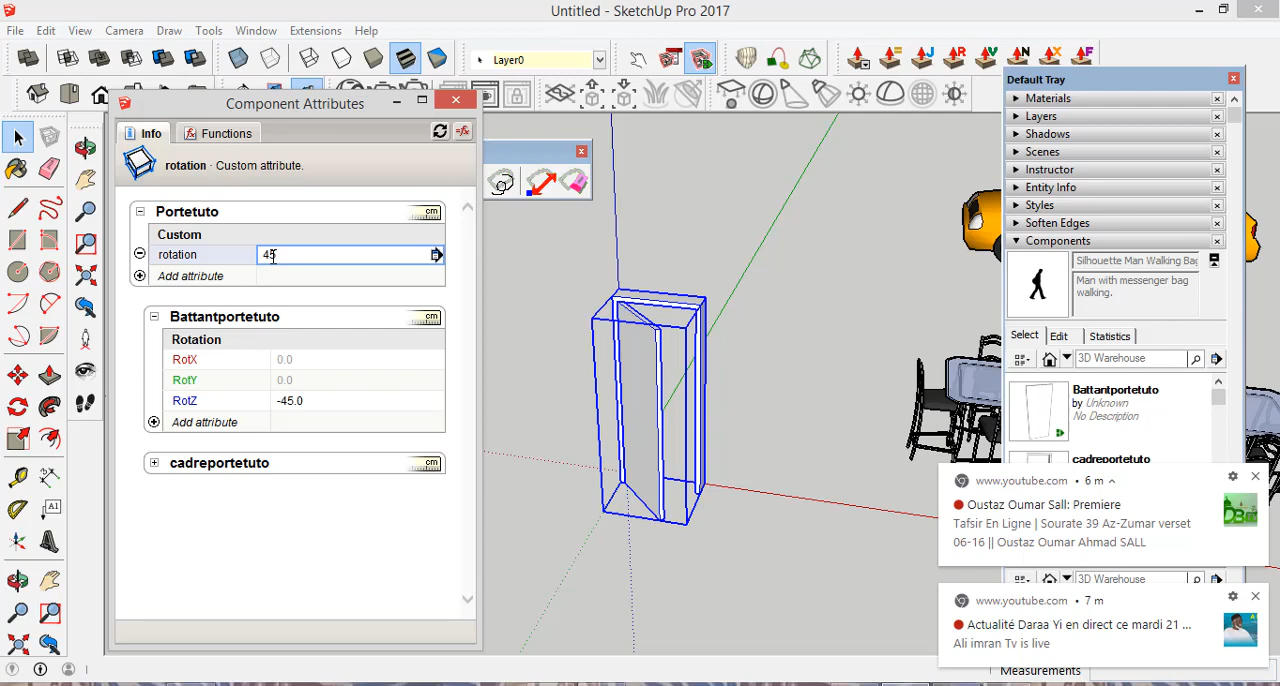 Untitled - SketchUp Pro 2017
File Edit View Camera Draw Tools Window Extensions Help
Layer0
J R V N X F
Component Attributes
Info Functions
rotation · Custom attribute.
Portetuto cm
Custom
rotation 45
Add attribute
Battantportetuto cm
Rotation
RotX 0.0
RotY 0.0
RotZ -45.0
Add attribute
cadreportetuto cm
A1
Default Tray
Materials
Layers
Shadows
Scenes
Instructor
Entity Info
Styles
Soften Edges
Components
Silhouette Man Walking Bag
Man with messenger bag
walking.
Select Edit Statistics
3D Warehouse
Battantportetuto
by Unknown
No Description
cadreportetuto
www.youtube.com • 6 m
Oustaz Oumar Sall: Premiere
Tafsir En Ligne | Sourate 39 Az-Zumar verset
06-16 || Oustaz Oumar Ahmad SALL
3D Warehouse
www.youtube.com • 7 m
Actualité Daraa Yi en direct ce mardi 21 ...
Ali imran Tv is live
Measurements